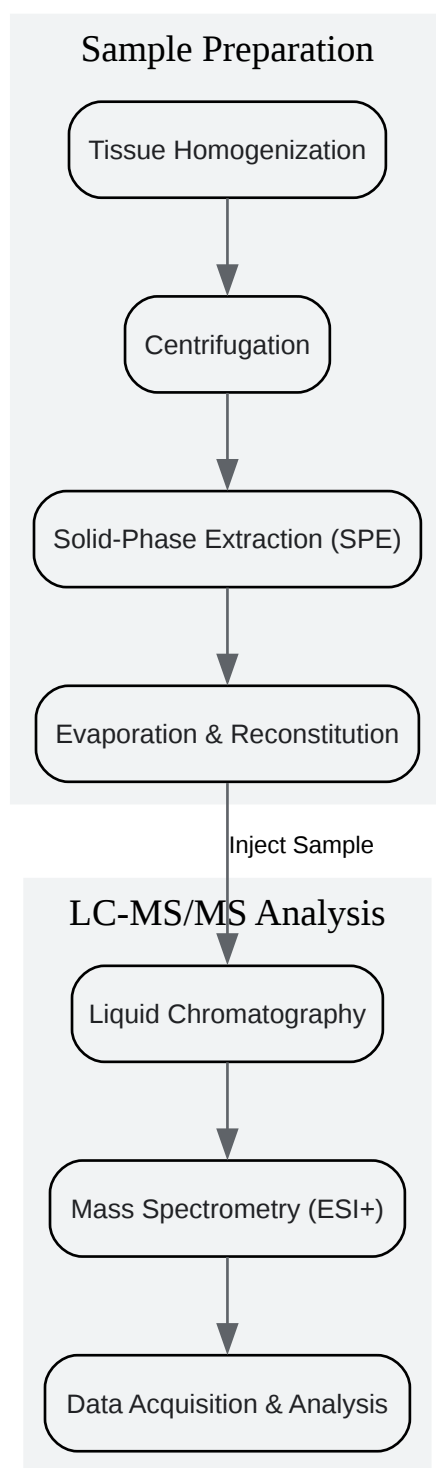 Sample Preparation
Tissue Homogenization
Centrifugation
Solid-Phase Extraction (SPE)
Evaporation & Reconstitution
Inject Sample
LC-MS/MS Analysis
Liquid Chromatography
Mass Spectrometry (ESI+)
Data Acquisition & Analysis